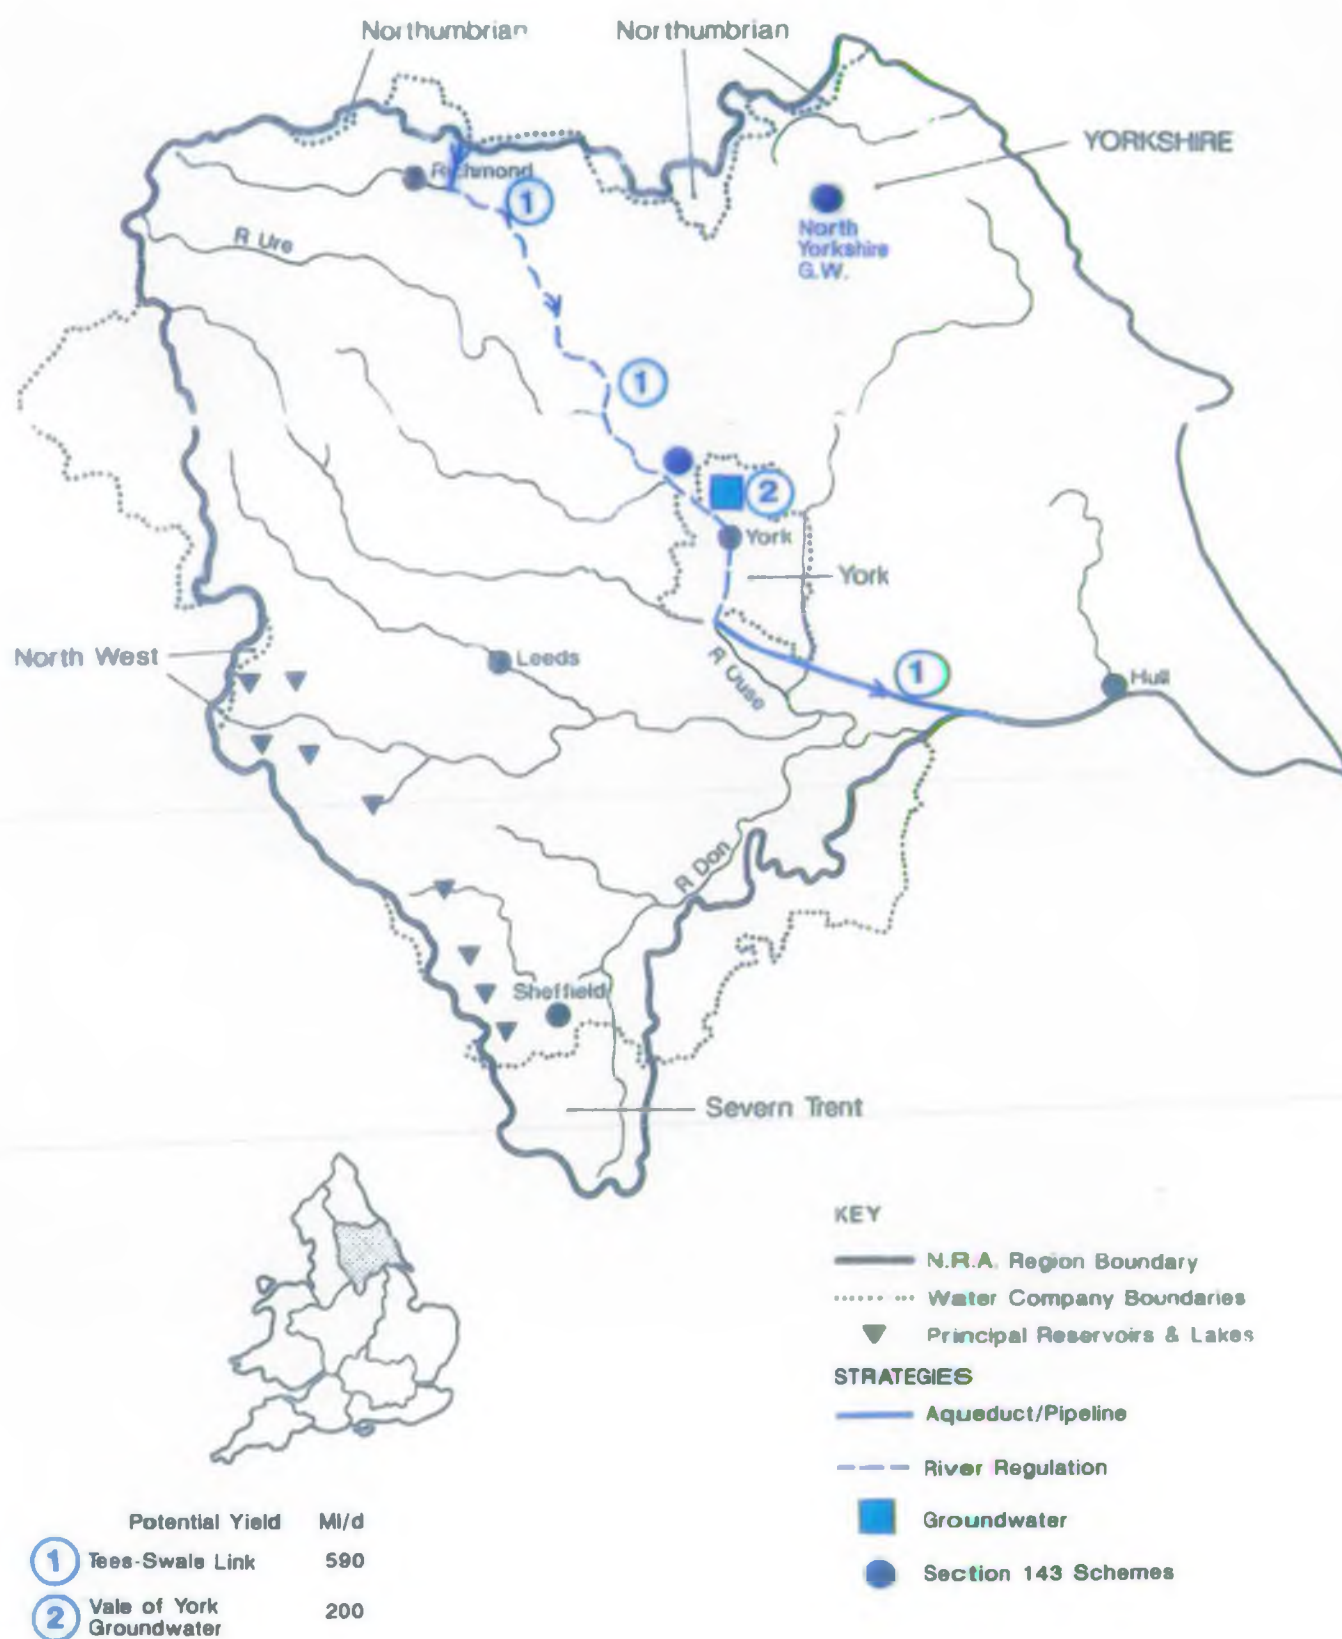 Northumbrian
Northumbrian
YORKSHIRE
Richmond
1
North
Yorkshire
G.W.
R Ure
1
2
York
York
North West
Leeds
R Ouse
1
Hull
R Don
Sheffield
Severn Trent
KEY
N.R.A. Region Boundary
Water Company Boundaries
Principal Reservoirs & Lakes
STRATEGIES
Aqueduct/Pipeline
River Regulation
Groundwater
Section 143 Schemes
Potential Yield Ml/d
1 Tees-Swale Link 590
2 Vale of York
Groundwater 200